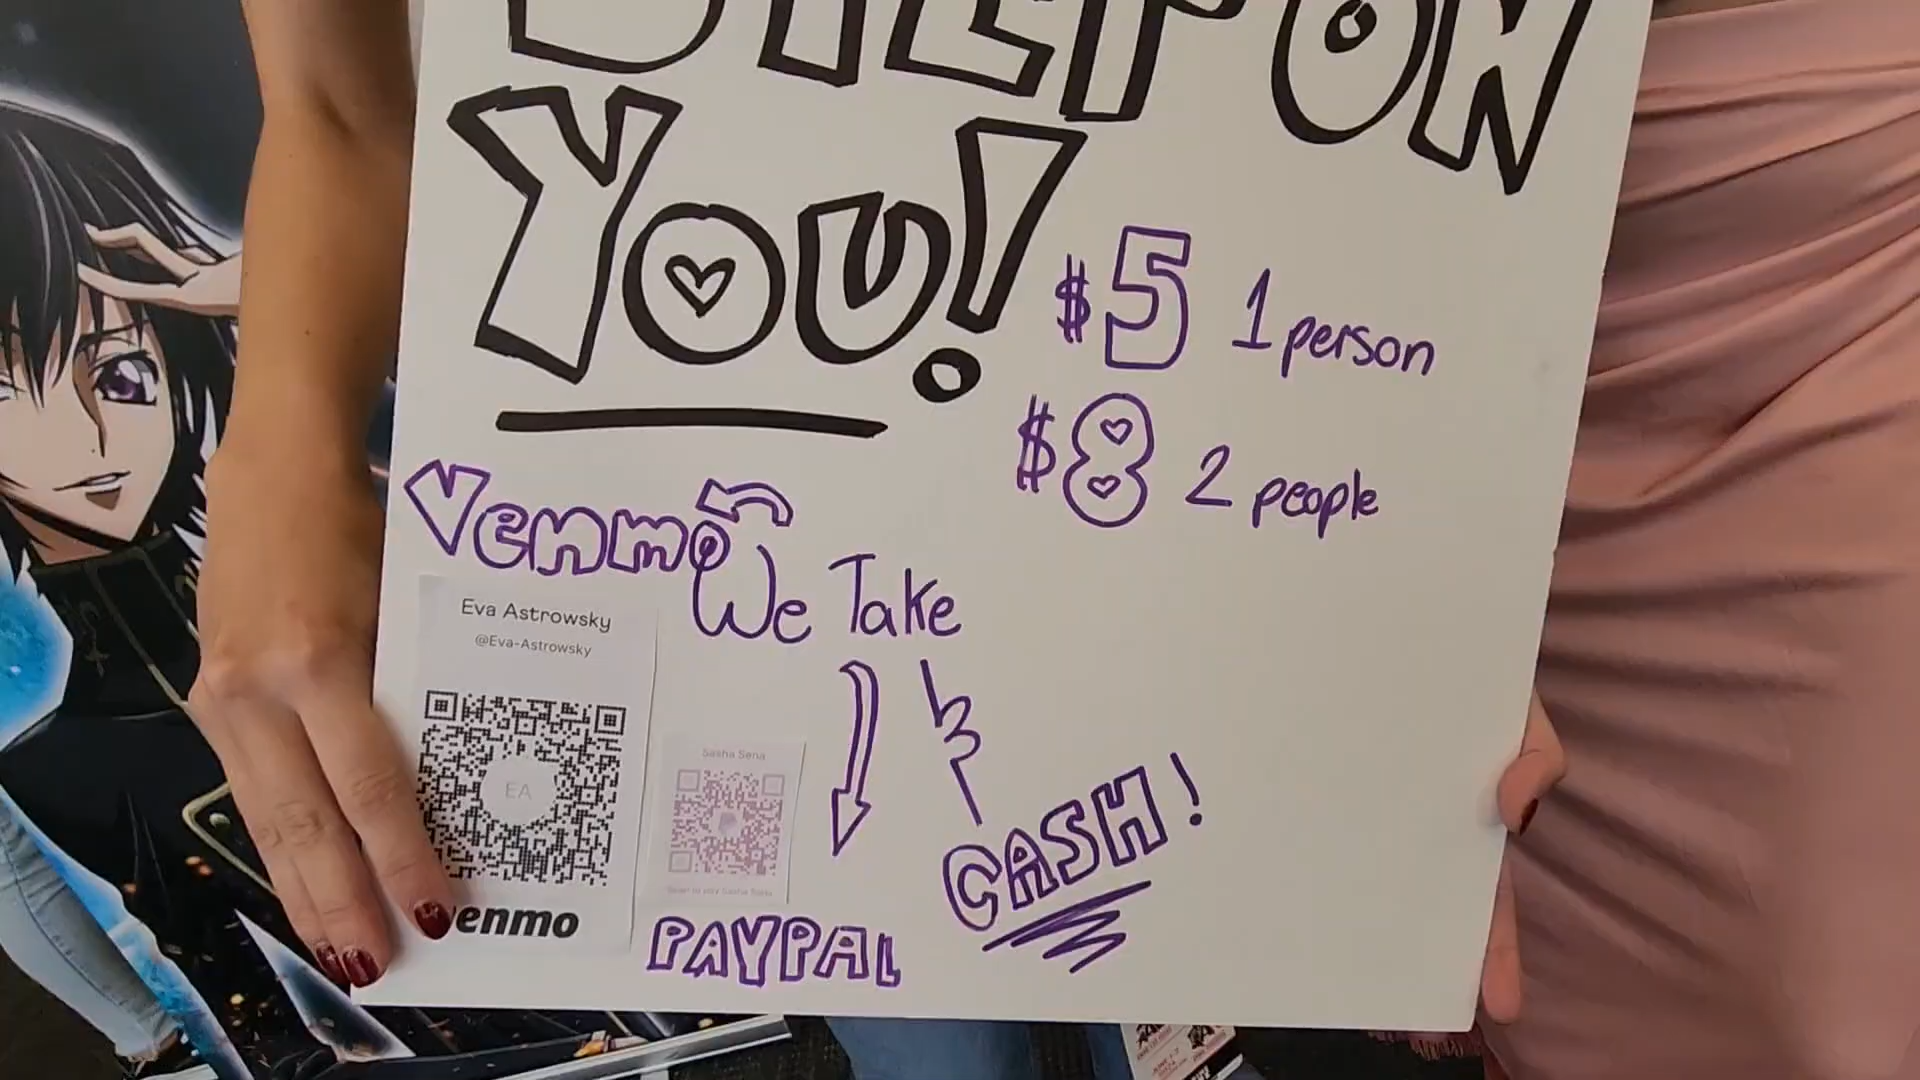 You!
$5 1 person
$8 2 people
Venmo
We Take
Eva Astrowsky
@Eva-Astrowsky
EA
Sasha Sena
CASH!
venmo
PAYPAL